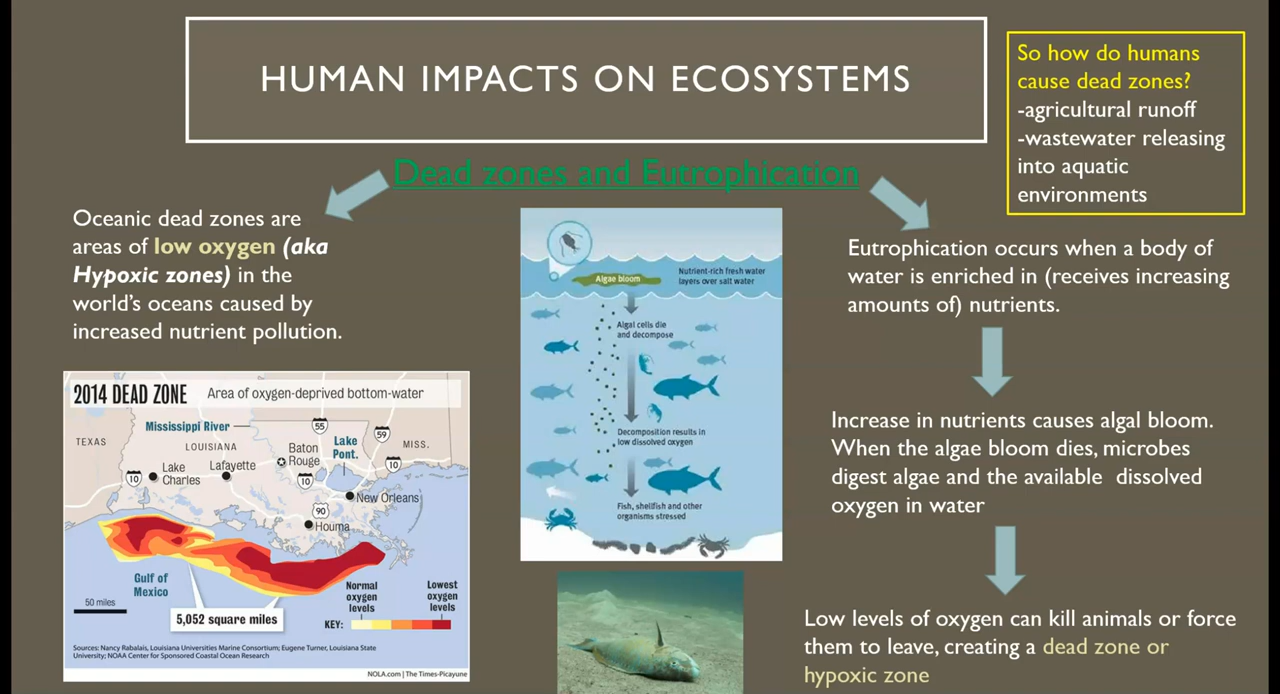 HUMAN IMPACTS ON ECOSYSTEMS
So how do humans
cause dead zones?
-agricultural runoff
-wastewater releasing
into aquatic
environments
Dead zones and Eutrophication
Oceanic dead zones are
areas of low oxygen (aka
Hypoxic zones) in the
world's oceans caused by
increased nutrient pollution.
2014 DEAD ZONE Area of oxygen-deprived bottom-water
Mississippi River
55
59
TEXAS
LOUISIANA
Baton
Rouge
Lake
Pont.
MISS.
10
Lake
Charles
Lafayette
10
10
New Orleans
90
Houma
Gulf of
Mexico
50 miles
5,052 square miles
Normal
oxygen
levels
Lowest
oxygen
levels
KEY:
Sources: Nancy Rabalais, Louisiana Universities Marine Consortium; Eugene Turner, Louisiana State
University; NOAA Center for Sponsored Coastal Ocean Research
NOLA.com | The Times-Picayune
Algae bloom
Nutrient-rich fresh water
layers over salt water
Algal cells die
and decompose
Decomposition results in
low dissolved oxygen
Fish, shellfish and other
organisms stressed
Eutrophication occurs when a body of
water is enriched in (receives increasing
amounts of) nutrients.
Increase in nutrients causes algal bloom.
When the algae bloom dies, microbes
digest algae and the available dissolved
oxygen in water
Low levels of oxygen can kill animals or force
them to leave, creating a dead zone or
hypoxic zone